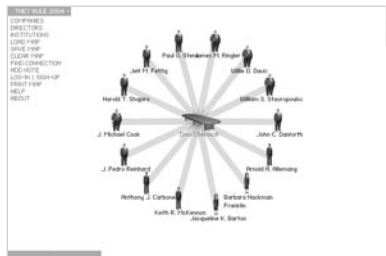 THEY RULE 2004
COMPANIES
DIRECTORS
INSTITUTIONS
LOAD MAP
SAVE MAP
CLEAR MAP
FIND CONNECTION
ADD NOTE
LOG-IN | SIGN-UP
PRINT MAP
HELP
ABOUT
Paul G. Stern
James M. Ringler
Jeff M. Fettig
Willie D. Davis
Harold T. Shapiro
William S. Stavropoulos
J. Michael Cook
Dow Chemical
John C. Danforth
J. Pedro Reinhard
Arnold A. Allemang
Anthony J. Carbone
Barbara Hackman
Franklin
Keith R. McKennon
Jacqueline K. Barton